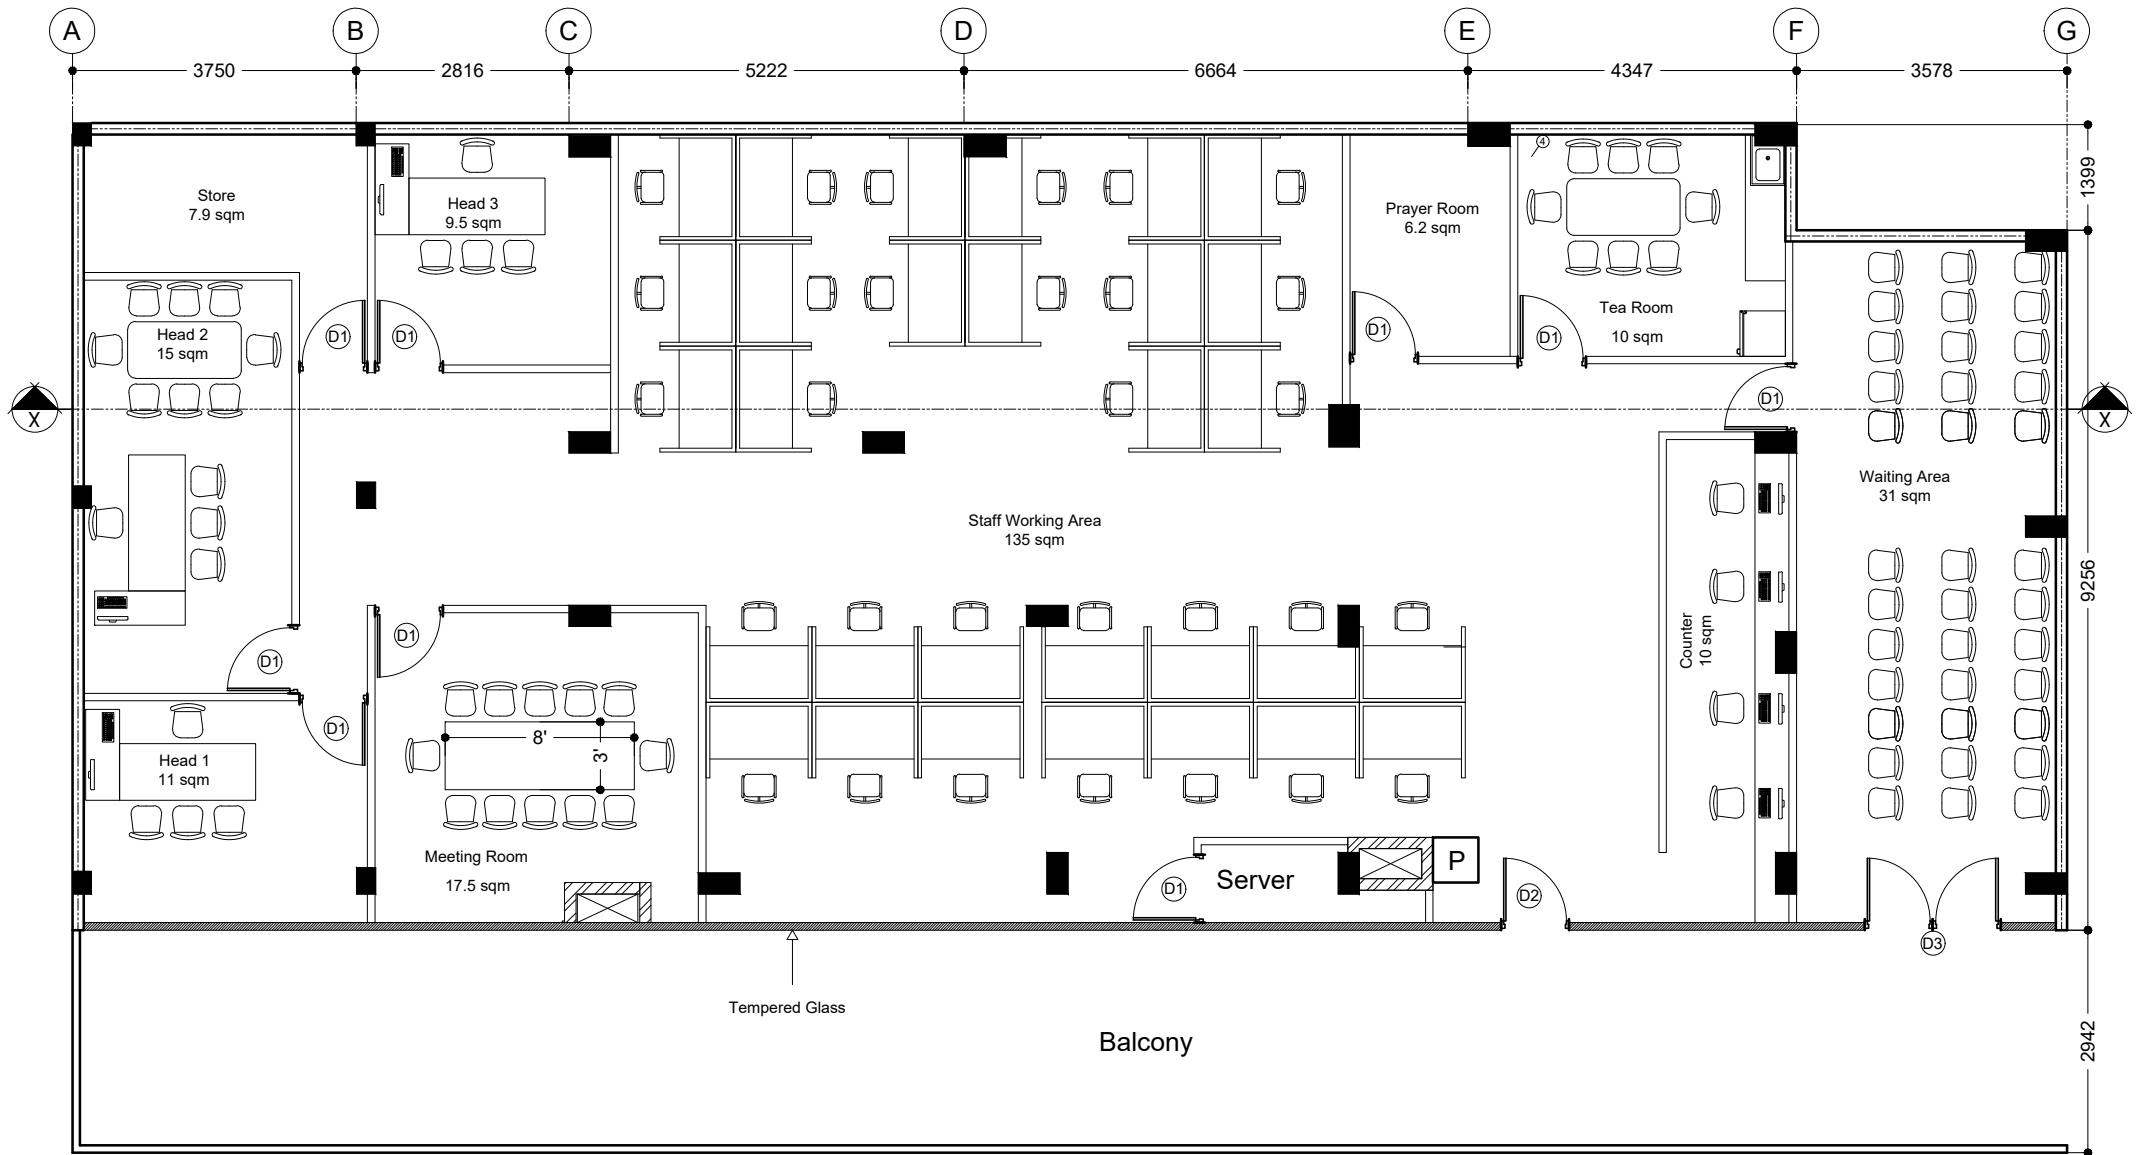 A
B
C
D
E
F
G
3750
2816
5222
6664
4347
3578
1399
4
Store
7.9 sqm
Head 3
9.5 sqm
Prayer Room
6.2 sqm
Tea Room
10 sqm
D1
D1
D1
D1
Head 2
15 sqm
D1
X
X
X
X
Waiting Area
31 sqm
Staff Working Area
135 sqm
9256
D1
D1
Counter
10 sqm
D1
8'
3'
Head 1
11 sqm
Meeting Room
17.5 sqm
P
D1
Server
D2
D3
Tempered Glass
Balcony
2942